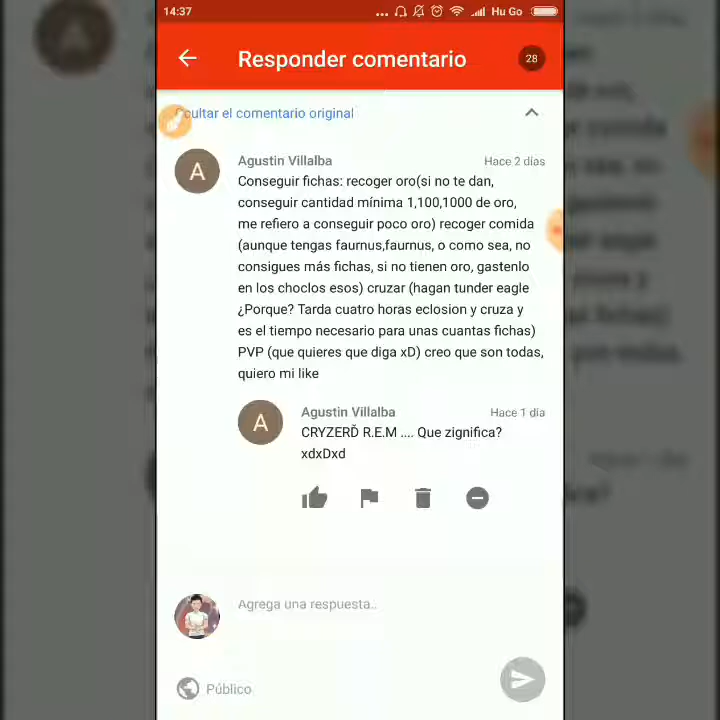 14:37
Hu Go
Responder comentario
28
Ocultar el comentario original
A
Agustin Villalba
Hace 2 días
Conseguir fichas: recoger oro(si no te dan,
conseguir cantidad mínima 1,100,1000 de oro,
me refiero a conseguir poco oro) recoger comida
(aunque tengas faurnus,faurnus, o como sea, no
consigues más fichas, si no tienen oro, gastenlo
en los choclos esos) cruzar (hagan tunder eagle
¿Porque? Tarda cuatro horas eclosion y cruza y
es el tiempo necesario para unas cuantas fichas)
PVP (que quieres que diga xD) creo que son todas,
quiero mi like
A
Agustin Villalba
Hace 1 día
CRYZERĎ R.E.M .... Que zignifica?
xdxDxd
Agrega una respuesta..
Público